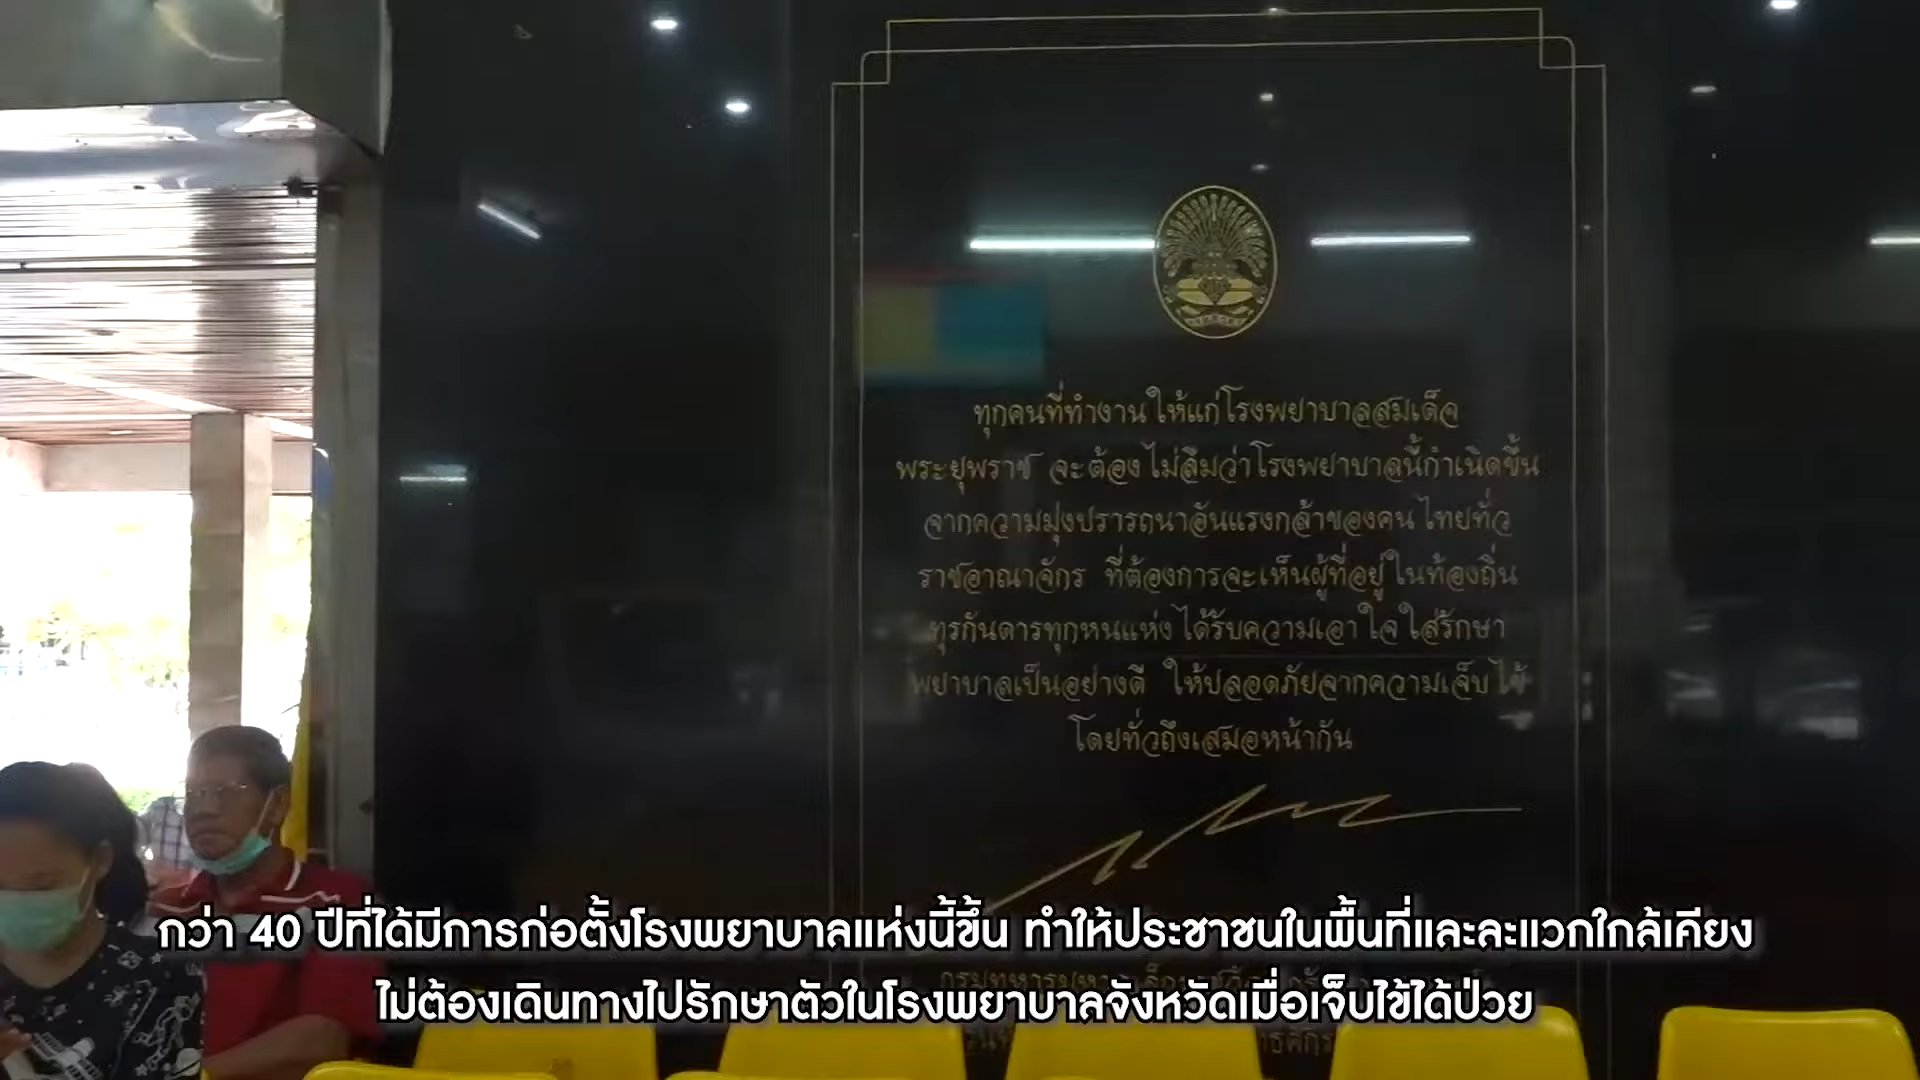 ทุกคนที่ทำงานให้แก่โรงพยาบาลสมเด็จ
พระยุพราช จะต้องไม่ลืมว่าโรงพยาบาลนี้กำเนิดขึ้น
จากความมุ่งปรารถนาอันแรงกล้าของคนไทยทั่ว
ราชอาณาจักร ที่ต้องการจะเห็นผู้ที่อยู่ในท้องถิ่น
ทุรกันดารทุกหนแห่งได้รับความเอาใจใส่รักษา
พยาบาลเป็นอย่างดี ให้ปลอดภัยจากความเจ็บไข้
โดยทั่วถึงเสมอหน้ากัน
กว่า 40 ปีที่ได้มีการก่อตั้งโรงพยาบาลแห่งนี้ขึ้น ทำให้ประชาชนในพื้นที่และละแวกใกล้เคียง
ไม่ต้องเดินทางไปรักษาตัวในโรงพยาบาลจังหวัดเมื่อเจ็บไข้ได้ป่วย